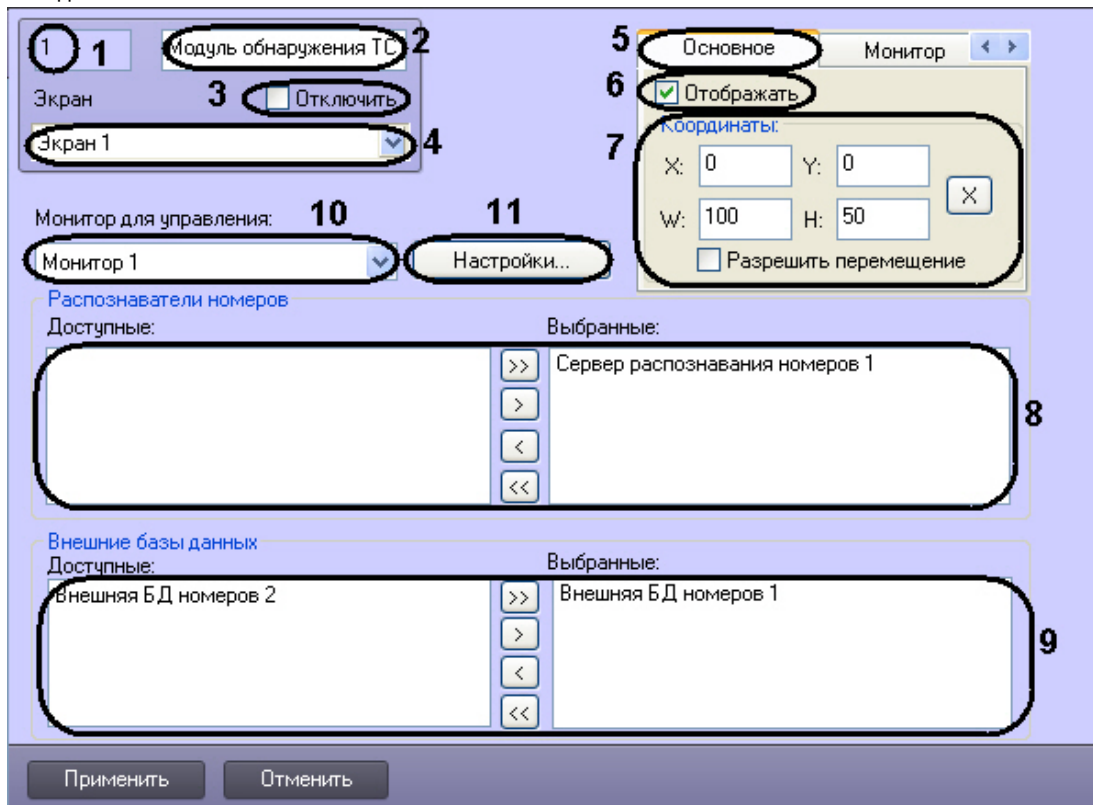 1 1 Модуль обнаружения ТС 2
Экран 3 Отключить
Экран 1 4
5 Основное Монитор
6 Отображать
7 Координаты:
X: 0 Y: 0 X
W: 100 H: 50
Разрешить перемещение
Монитор для управления: 10 11
Монитор 1 Настройки...
Распознаватели номеров
Доступные: Выбранные:
>> Сервер распознавания номеров 1
>
<
<<
8
Внешние базы данных
Доступные: Выбранные:
Внешняя БД номеров 2 >> Внешняя БД номеров 1
>
<
<<
9
Применить Отменить